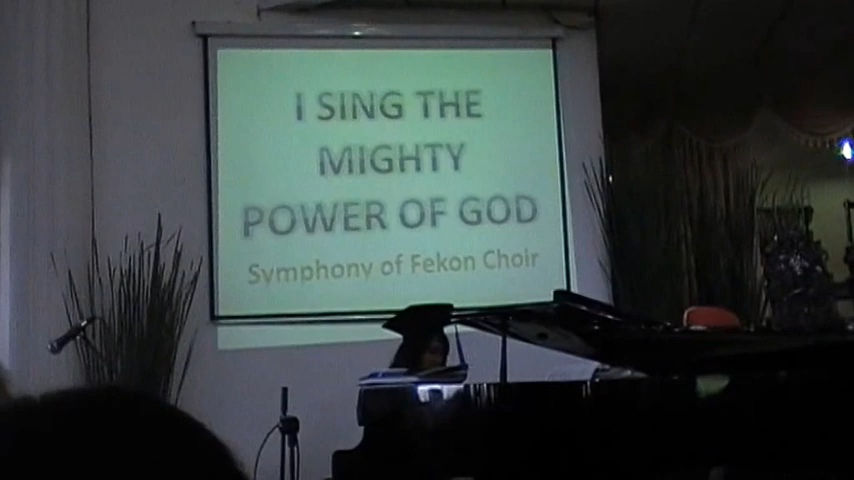 I SING THE
MIGHTY
POWER OF GOD
Symphony of Fekon Choir